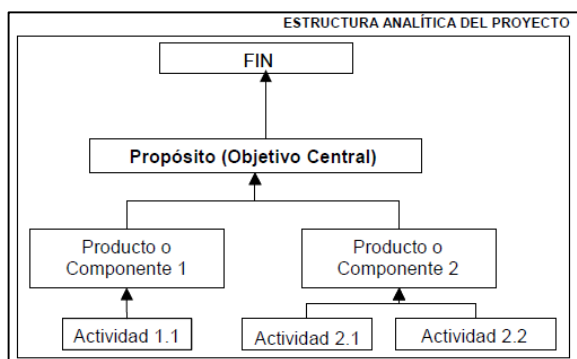 ESTRUCTURA ANALÍTICA DEL PROYECTO
FIN
Propósito (Objetivo Central)
Producto o
Componente 1
Producto o
Componente 2
Actividad 1.1
Actividad 2.1
Actividad 2.2